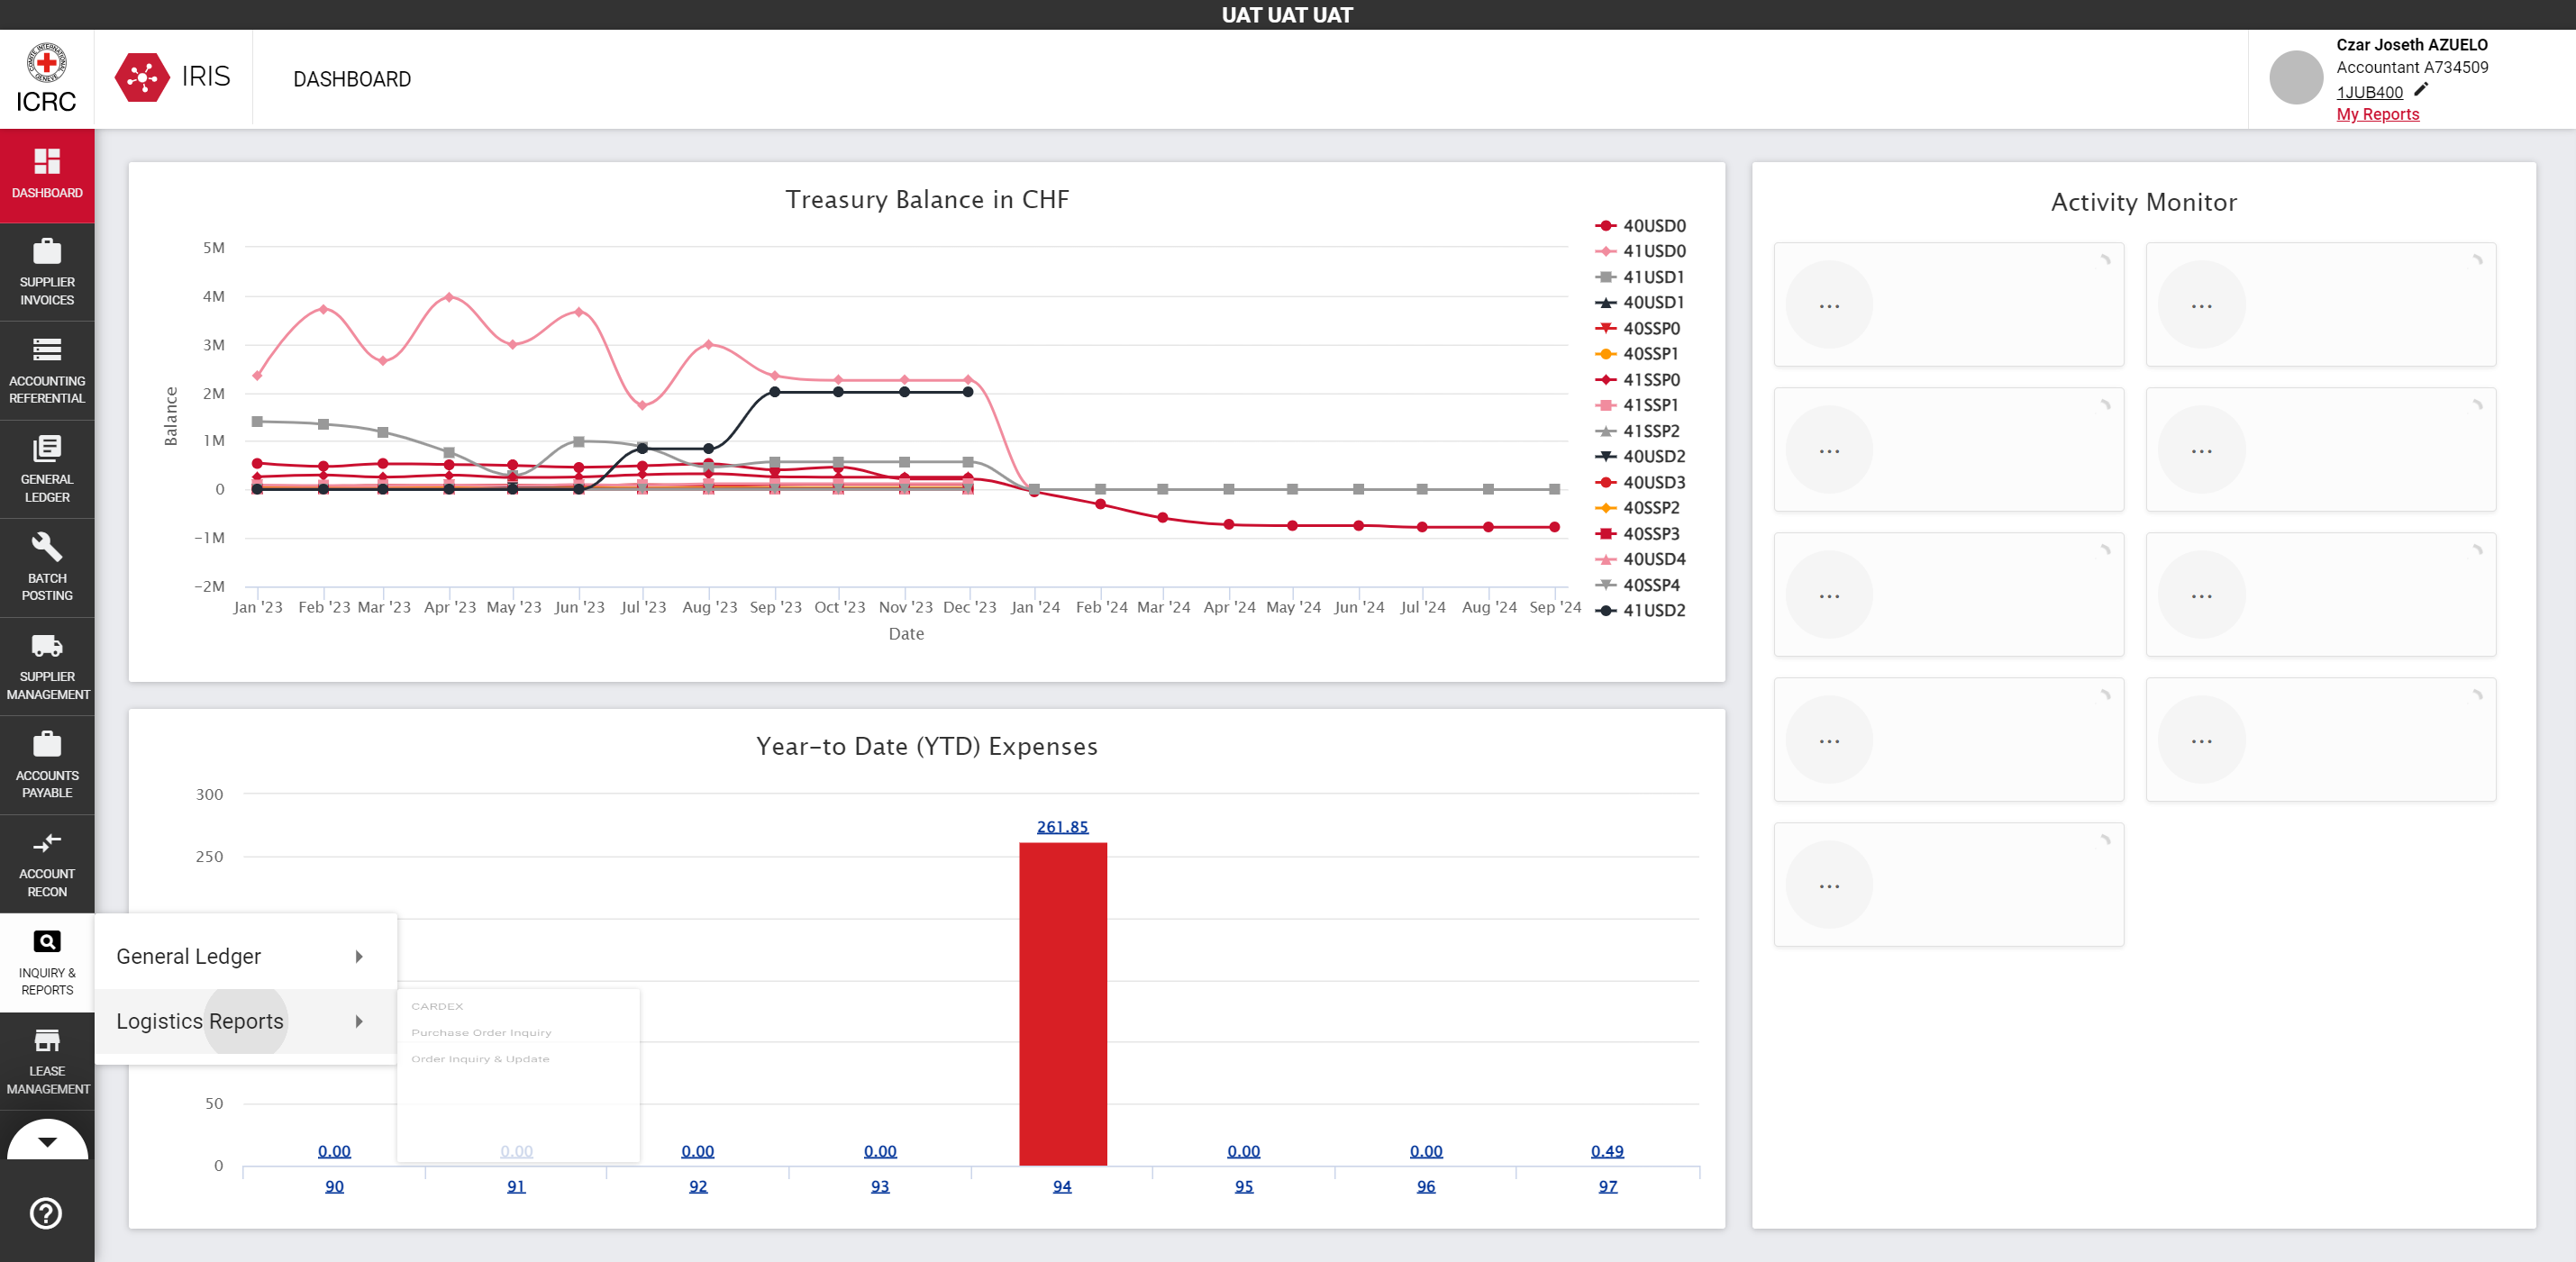 UAT UAT UAT
ICRC
IRIS
DASHBOARD
Czar Joseth AZUELO
Accountant A734509
1JUB400
My Reports
DASHBOARD
SUPPLIER
INVOICES
ACCOUNTING
REFERENTIAL
GENERAL
LEDGER
BATCH
POSTING
SUPPLIER
MANAGEMENT
ACCOUNTS
PAYABLE
ACCOUNT
RECON
INQUIRY &
REPORTS
LEASE
MANAGEMENT
General Ledger
Logistics Reports
CARDEX
Purchase Order Inquiry
Order Inquiry & Update
Treasury Balance in CHF
Balance
5M
4M
3M
2M
1M
0
-1M
-2M
Jan '23 Feb '23 Mar '23 Apr '23 May '23 Jun '23 Jul '23 Aug '23 Sep '23 Oct '23 Nov '23 Dec '23 Jan '24 Feb '24 Mar '24 Apr '24 May '24 Jun '24 Jul '24 Aug '24 Sep '24
Date
40USD0
41USD0
41USD1
40USD1
40SSP0
40SSP1
41SSP0
41SSP1
41SSP2
40USD2
40USD3
40SSP2
40SSP3
40USD4
40SSP4
41USD2
Year-to Date (YTD) Expenses
300
250
50
0
261.85
0.00 0.00 0.00 0.00 0.00 0.00 0.49
90 91 92 93 94 95 96 97
Activity Monitor
... ...
... ...
... ...
... ...
...